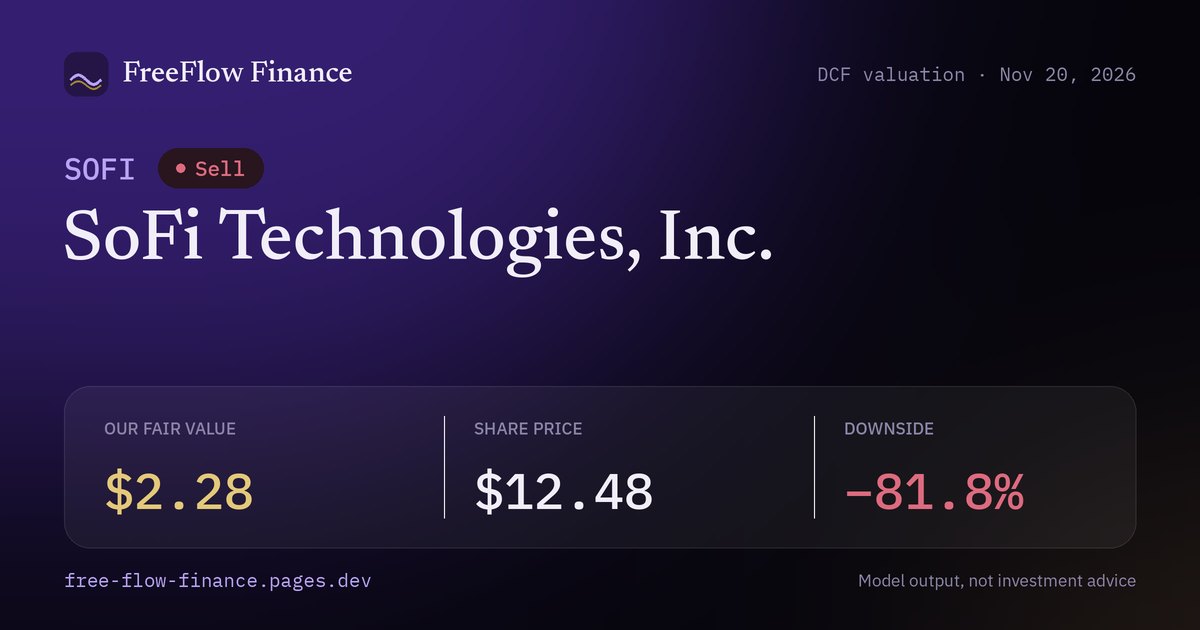 FreeFlow Finance
DCF valuation · Nov 20, 2026
SOFI
Sell
SoFi Technologies, Inc.
OUR FAIR VALUE
$2.28
SHARE PRICE
$12.48
DOWNSIDE
−81.8%
free-flow-finance.pages.dev
Model output, not investment advice